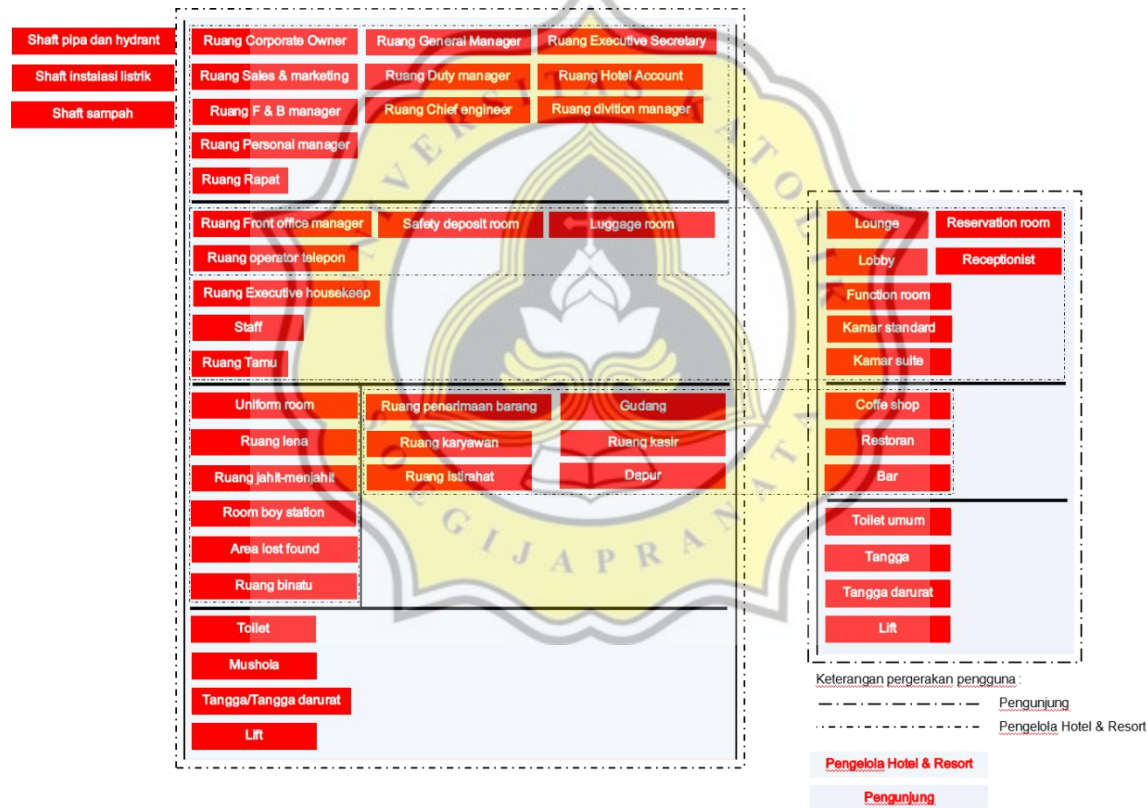 Shaft pipa dan hydrant
Shaft instalasi listrik
Shaft sampah
Ruang Corporate Owner
Ruang General Manager
Ruang Executive Secretary
Ruang Sales & marketing
Ruang Duty manager
Ruang Hotel Account
Ruang F & B manager
Ruang Chief engineer
Ruang divition manager
Ruang Personal manager
Ruang Rapat
Ruang Front office manager
Safety deposit room
Luggage room
Ruang operator telepon
Ruang Executive housekeep
Staff
Ruang Tamu
Uniform room
Ruang penerimaan barang
Gudang
Ruang lena
Ruang karyawan
Ruang kasir
Ruang jahit-menjahit
Ruang istirahat
Dapur
Room boy station
Area lost found
Ruang binatu
Toilet
Mushola
Tangga/Tangga darurat
Lift
Lounge
Reservation room
Lobby
Receptionist
Function room
Kamar standard
Kamar suite
Coffe shop
Restoran
Bar
Toilet umum
Tangga
Tangga darurat
Lift
Keterangan pergerakan pengguna :
Pengunjung
Pengelola Hotel & Resort
Pengelola Hotel & Resort
Pengunjung
UNIVERSITAS KATOLIK
SOEGIJAPRANATA